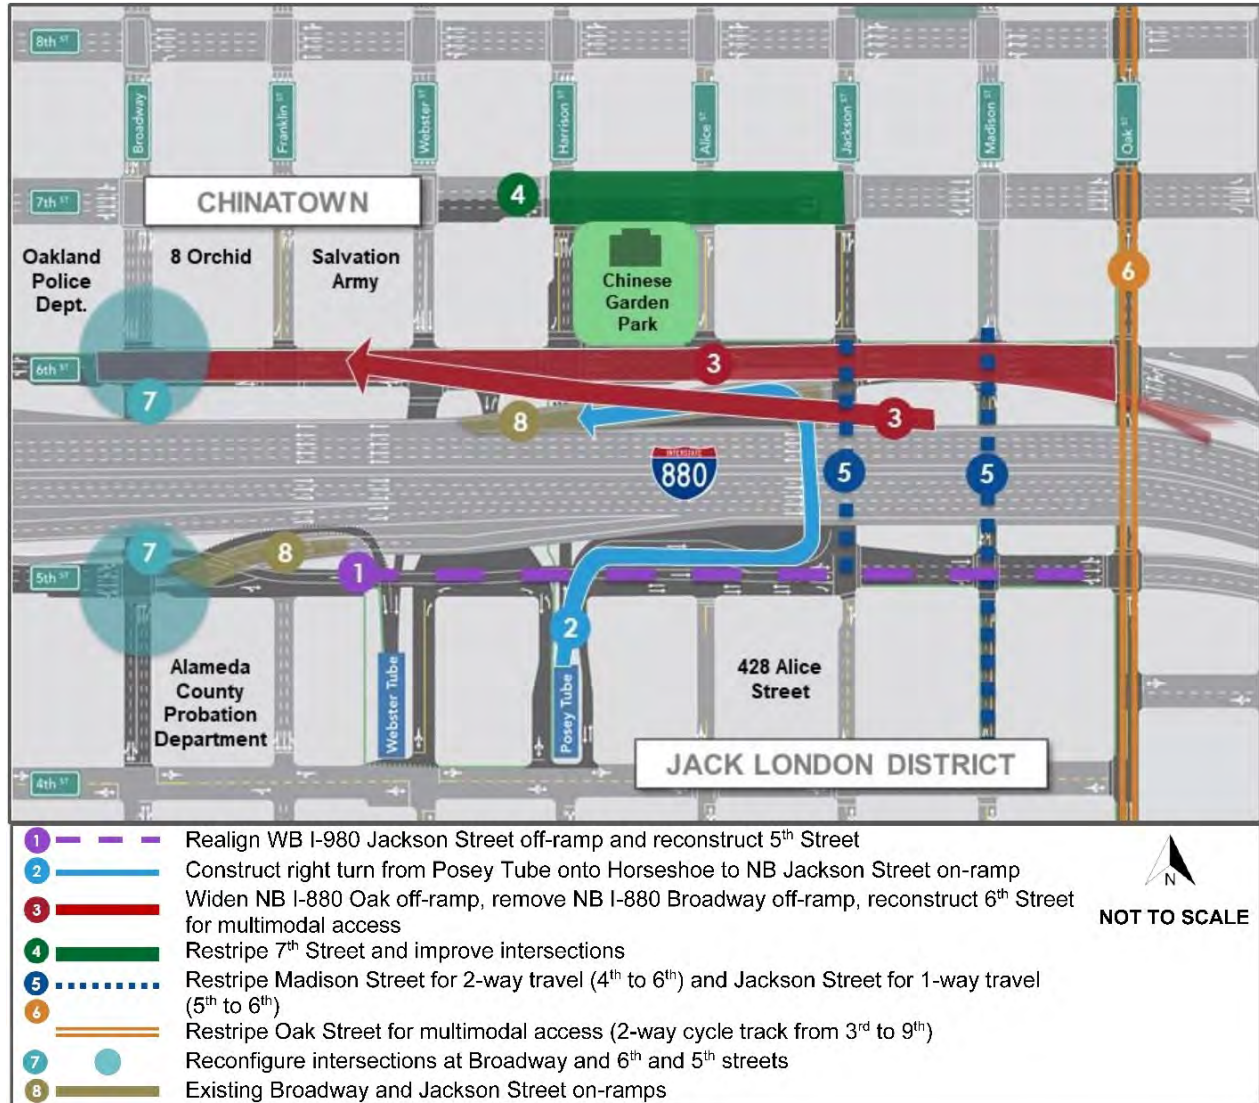 8th ST
Broadway
Franklin ST
Webster ST
Harrison ST
Alice ST
Jackson ST
Madison ST
Oak ST
7th ST
CHINATOWN
4
Oakland
Police
Dept.
8 Orchid
Salvation
Army
Chinese
Garden
Park
6
6th ST
3
7
8
3
INTERSTATE
880
5
5
7
8
5th ST
1
2
Alameda
County
Probation
Department
Webster Tube
Posey Tube
428 Alice
Street
JACK LONDON DISTRICT
4th ST
1 Realign WB I-980 Jackson Street off-ramp and reconstruct 5th Street
2 Construct right turn from Posey Tube onto Horseshoe to NB Jackson Street on-ramp
3 Widen NB I-880 Oak off-ramp, remove NB I-880 Broadway off-ramp, reconstruct 6th Street
for multimodal access
4 Restripe 7th Street and improve intersections
5 Restripe Madison Street for 2-way travel (4th to 6th) and Jackson Street for 1-way travel
(5th to 6th)
6 Restripe Oak Street for multimodal access (2-way cycle track from 3rd to 9th)
7 Reconfigure intersections at Broadway and 6th and 5th streets
8 Existing Broadway and Jackson Street on-ramps
N
NOT TO SCALE